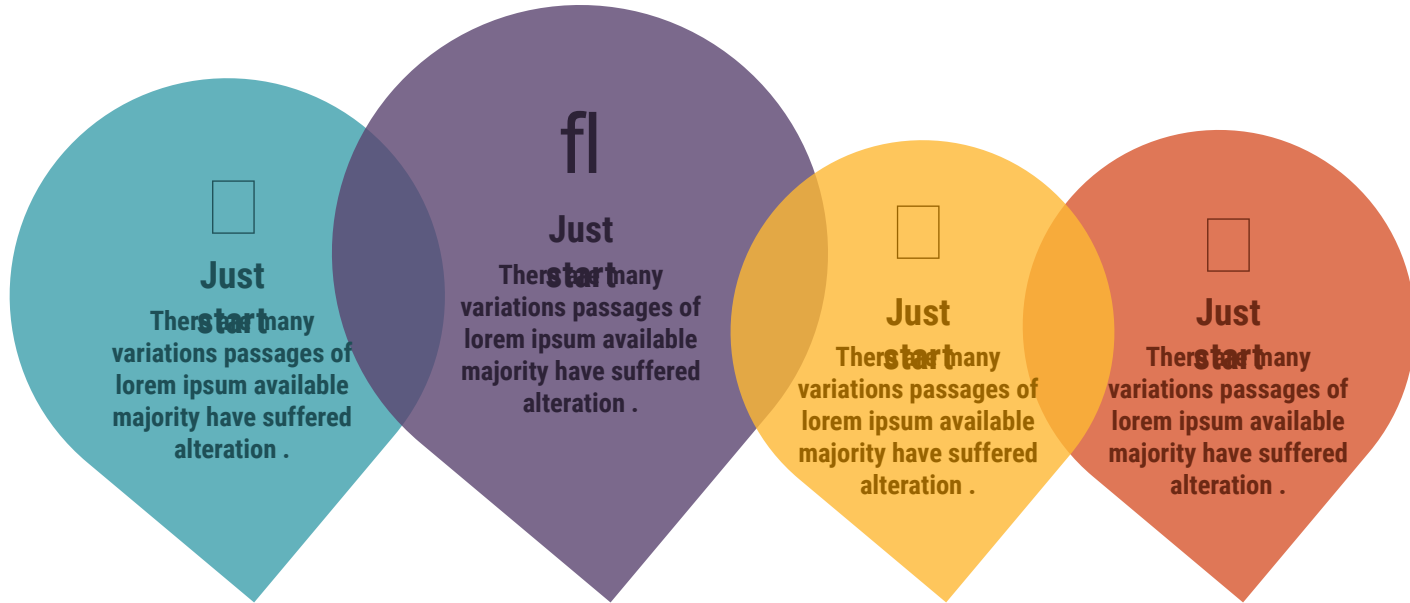 Just
start
There are many
variations passages of
lorem ipsum available
majority have suffered
alteration .
fl
Just
start
There are many
variations passages of
lorem ipsum available
majority have suffered
alteration .
Just
start
There are many
variations passages of
lorem ipsum available
majority have suffered
alteration .
Just
start
There are many
variations passages of
lorem ipsum available
majority have suffered
alteration .